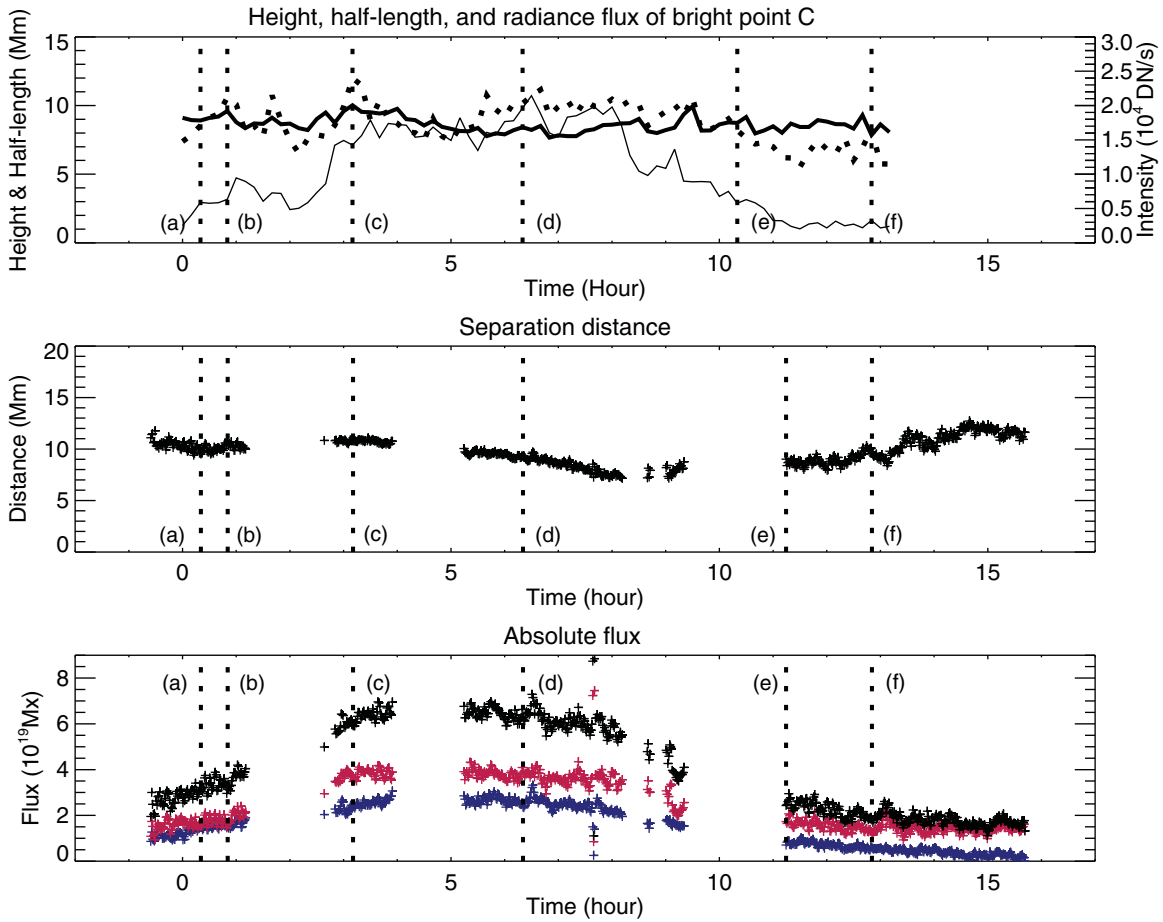 Height, half-length, and radiance flux of bright point C
Height & Half-length (Mm)
15
10
5
0
3.0
2.5
2.0
1.5
1.0
0.5
0.0
Intensity (10⁴ DN/s)
(a) (b) (c) (d) (e) (f)
0 5 10 15
Time (Hour)
Separation distance
Distance (Mm)
20
15
10
5
0
(a) (b) (c) (d) (e) (f)
0 5 10 15
Time (hour)
Absolute flux
Flux (10¹⁹Mx)
8
6
4
2
0
(a) (b) (c) (d) (e) (f)
0 5 10 15
Time (hour)